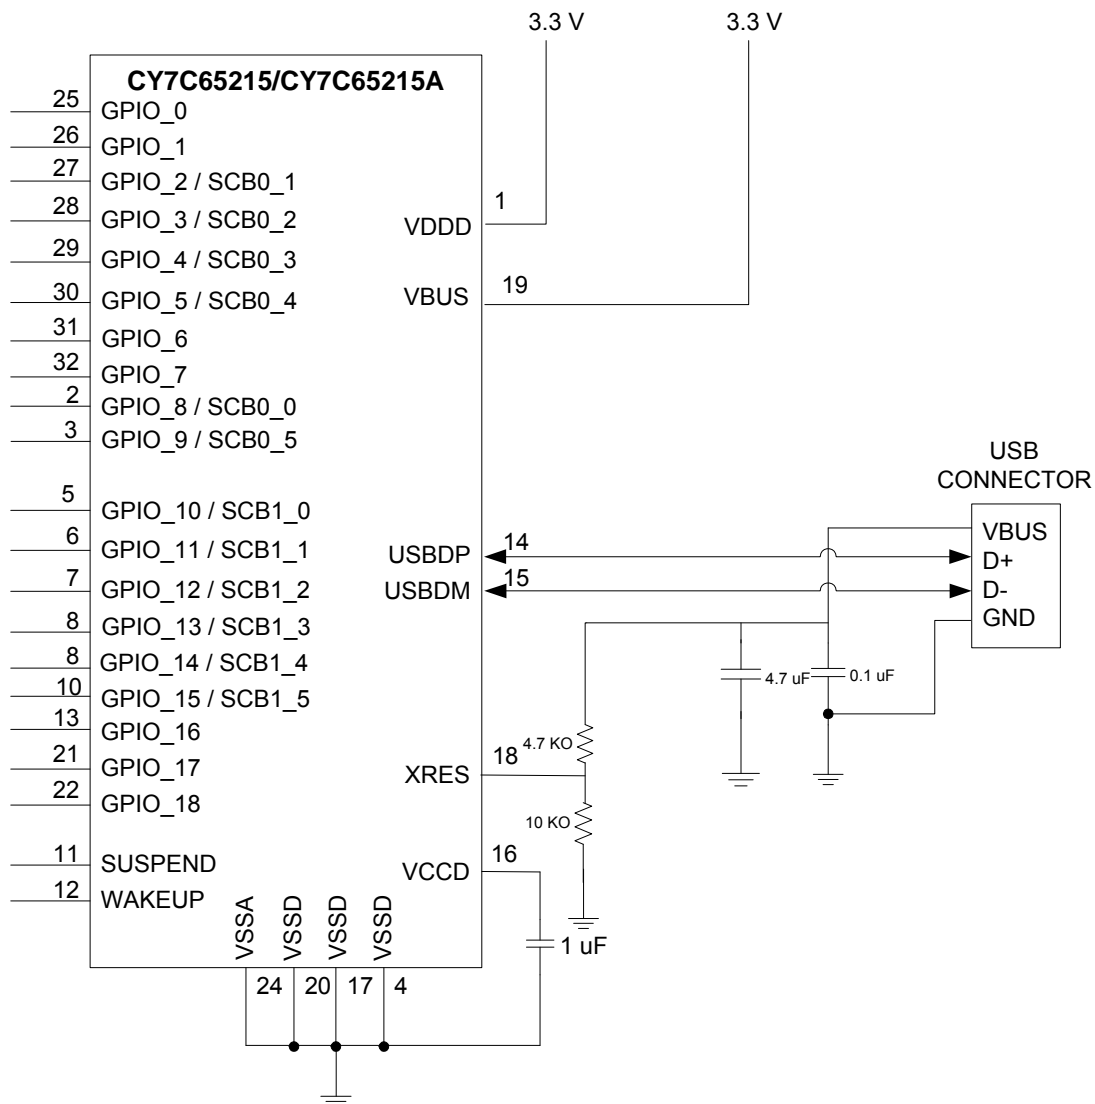 3.3 V
3.3 V
CY7C65215/CY7C65215A
25
GPIO_0
26
GPIO_1
27
GPIO_2 / SCB0_1
28
GPIO_3 / SCB0_2
29
GPIO_4 / SCB0_3
30
GPIO_5 / SCB0_4
31
GPIO_6
32
GPIO_7
2
GPIO_8 / SCB0_0
3
GPIO_9 / SCB0_5
5
GPIO_10 / SCB1_0
6
GPIO_11 / SCB1_1
7
GPIO_12 / SCB1_2
8
GPIO_13 / SCB1_3
8
GPIO_14 / SCB1_4
10
GPIO_15 / SCB1_5
13
GPIO_16
21
GPIO_17
22
GPIO_18
11
SUSPEND
12
WAKEUP
VDDD
1
VBUS
19
USBDP
14
USBDM
15
XRES
18
VCCD
16
VSSA
VSSD
VSSD
VSSD
24
20
17
4
USB
CONNECTOR
VBUS
D+
D-
GND
4.7 uF
0.1 uF
4.7 KO
10 KO
1 uF